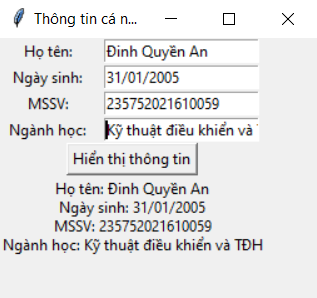 Thông tin cá n...
Họ tên: Đinh Quyền An
Ngày sinh: 31/01/2005
MSSV: 235752021610059
Ngành học: Kỹ thuật điều khiển và
Hiển thị thông tin
Họ tên: Đinh Quyền An
Ngày sinh: 31/01/2005
MSSV: 235752021610059
Ngành học: Kỹ thuật điều khiển và TĐH